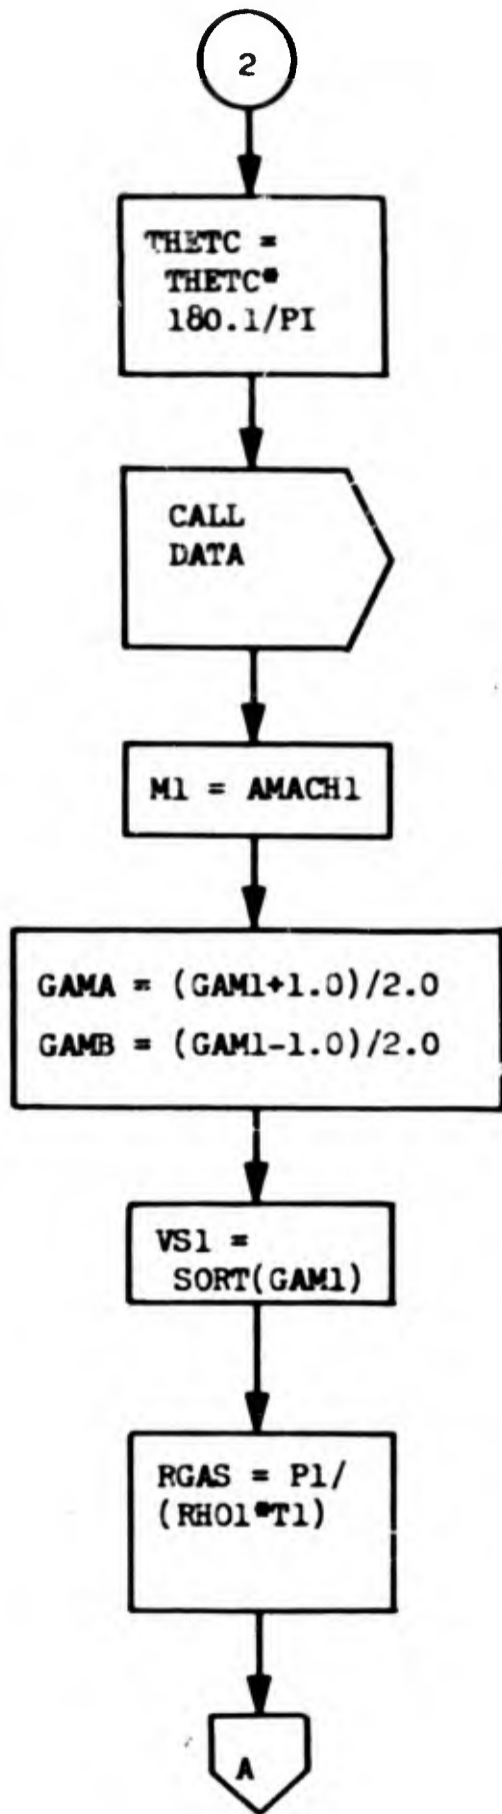 2
THETC =
THETC*
180.1/PI
CALL
DATA
M1 = AMACH1
GAMA = (GAM1+1.0)/2.0
GAMB = (GAM1-1.0)/2.0
VS1 =
SORT(GAM1)
RGAS = P1/
(RHO1*T1)
A